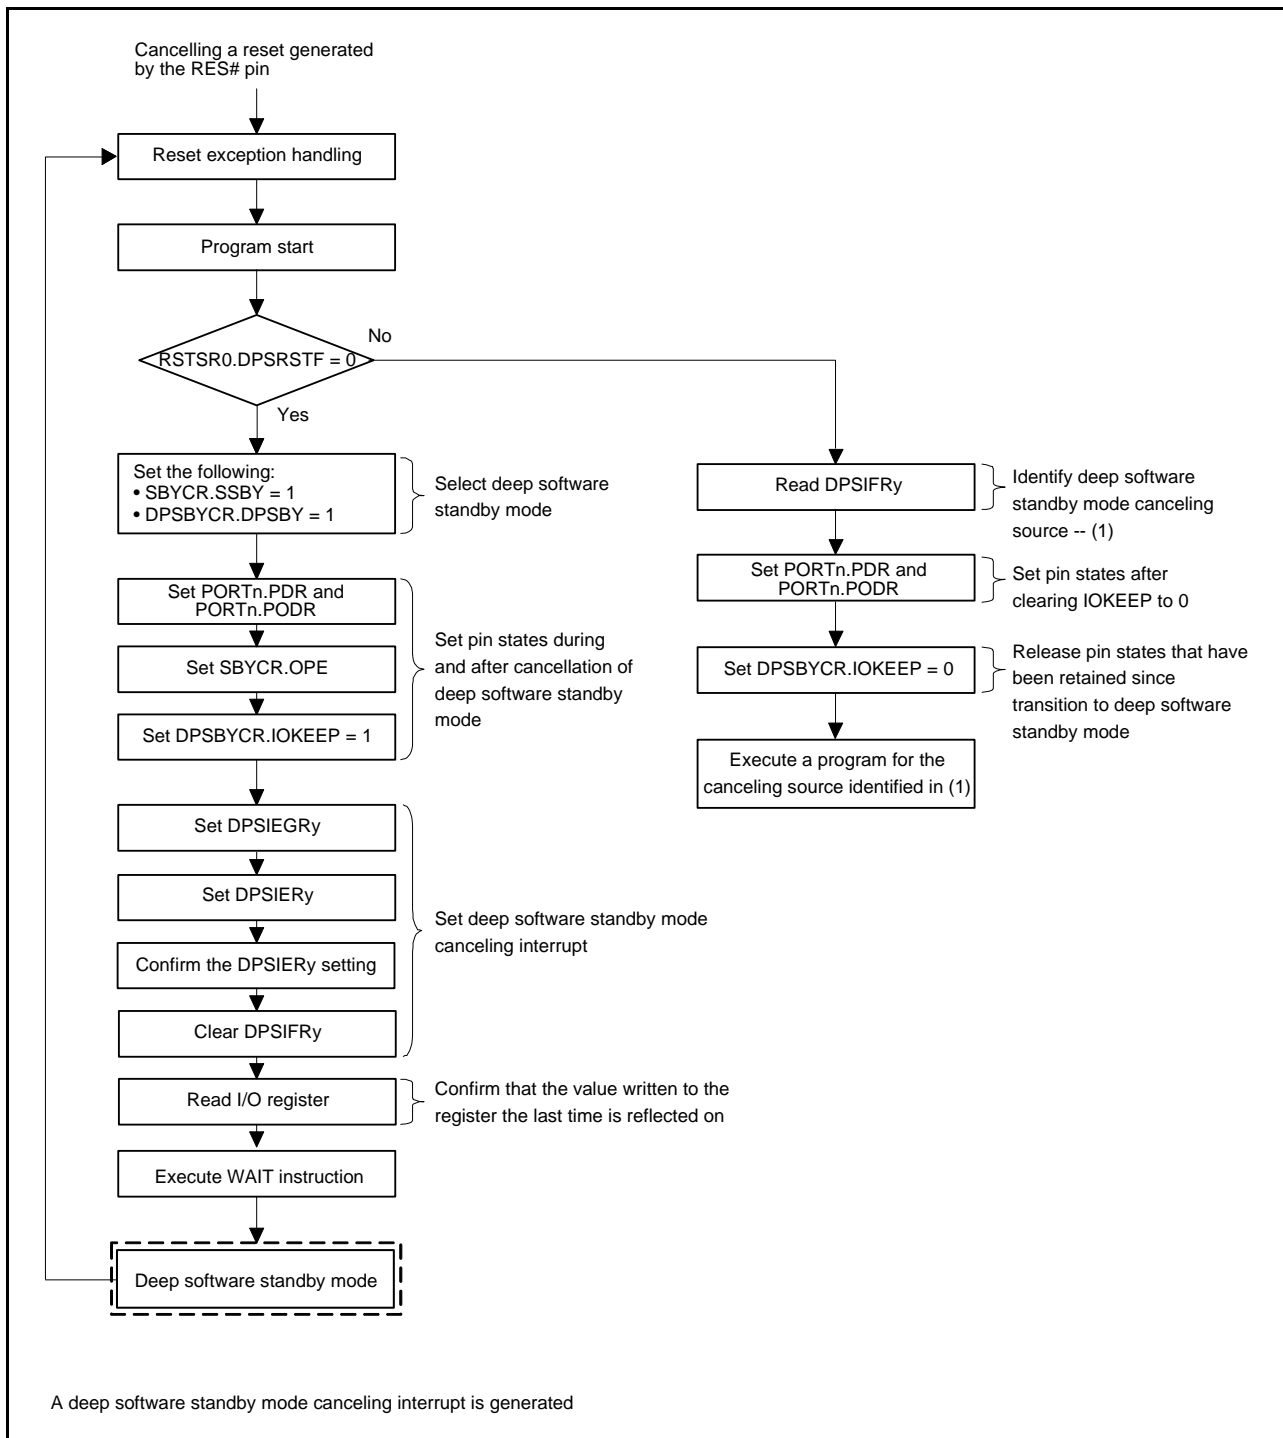 Cancelling a reset generated
by the RES# pin
Reset exception handling
Program start
RSTSR0.DPSRSTF = 0
No
Yes
Set the following:
• SBYCR.SSBY = 1
• DPSBYCR.DPSBY = 1
Select deep software
standby mode
Set PORTn.PDR and
PORTn.PODR
Set SBYCR.OPE
Set DPSBYCR.IOKEEP = 1
Set pin states during
and after cancellation of
deep software standby
mode
Set DPSIEGRy
Set DPSIERy
Confirm the DPSIERy setting
Clear DPSIFRy
Set deep software standby mode
canceling interrupt
Read I/O register
Confirm that the value written to the
register the last time is reflected on
Execute WAIT instruction
Deep software standby mode
Read DPSIFRy
Identify deep software
standby mode canceling
source -- (1)
Set PORTn.PDR and
PORTn.PODR
Set pin states after
clearing IOKEEP to 0
Set DPSBYCR.IOKEEP = 0
Release pin states that have
been retained since
transition to deep software
standby mode
Execute a program for the
canceling source identified in (1)
A deep software standby mode canceling interrupt is generated